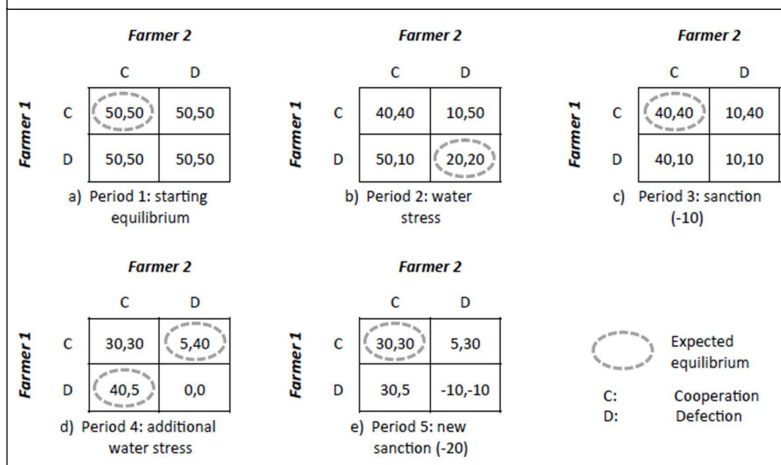 Farmer 2
Farmer 2
Farmer 2
C D
C D
C D
Farmer 1
C 50,50 50,50
D 50,50 50,50
Farmer 1
C 40,40 10,50
D 50,10 20,20
Farmer 1
C 40,40 10,40
D 40,10 10,10
a) Period 1: starting
equilibrium
b) Period 2: water
stress
c) Period 3: sanction
(-10)
Farmer 2
Farmer 2
C D
C D
Farmer 1
C 30,30 5,40
D 40,5 0,0
Farmer 1
C 30,30 5,30
D 30,5 -10,-10
d) Period 4: additional
water stress
e) Period 5: new
sanction (-20)
Expected
equilibrium
C: Cooperation
D: Defection